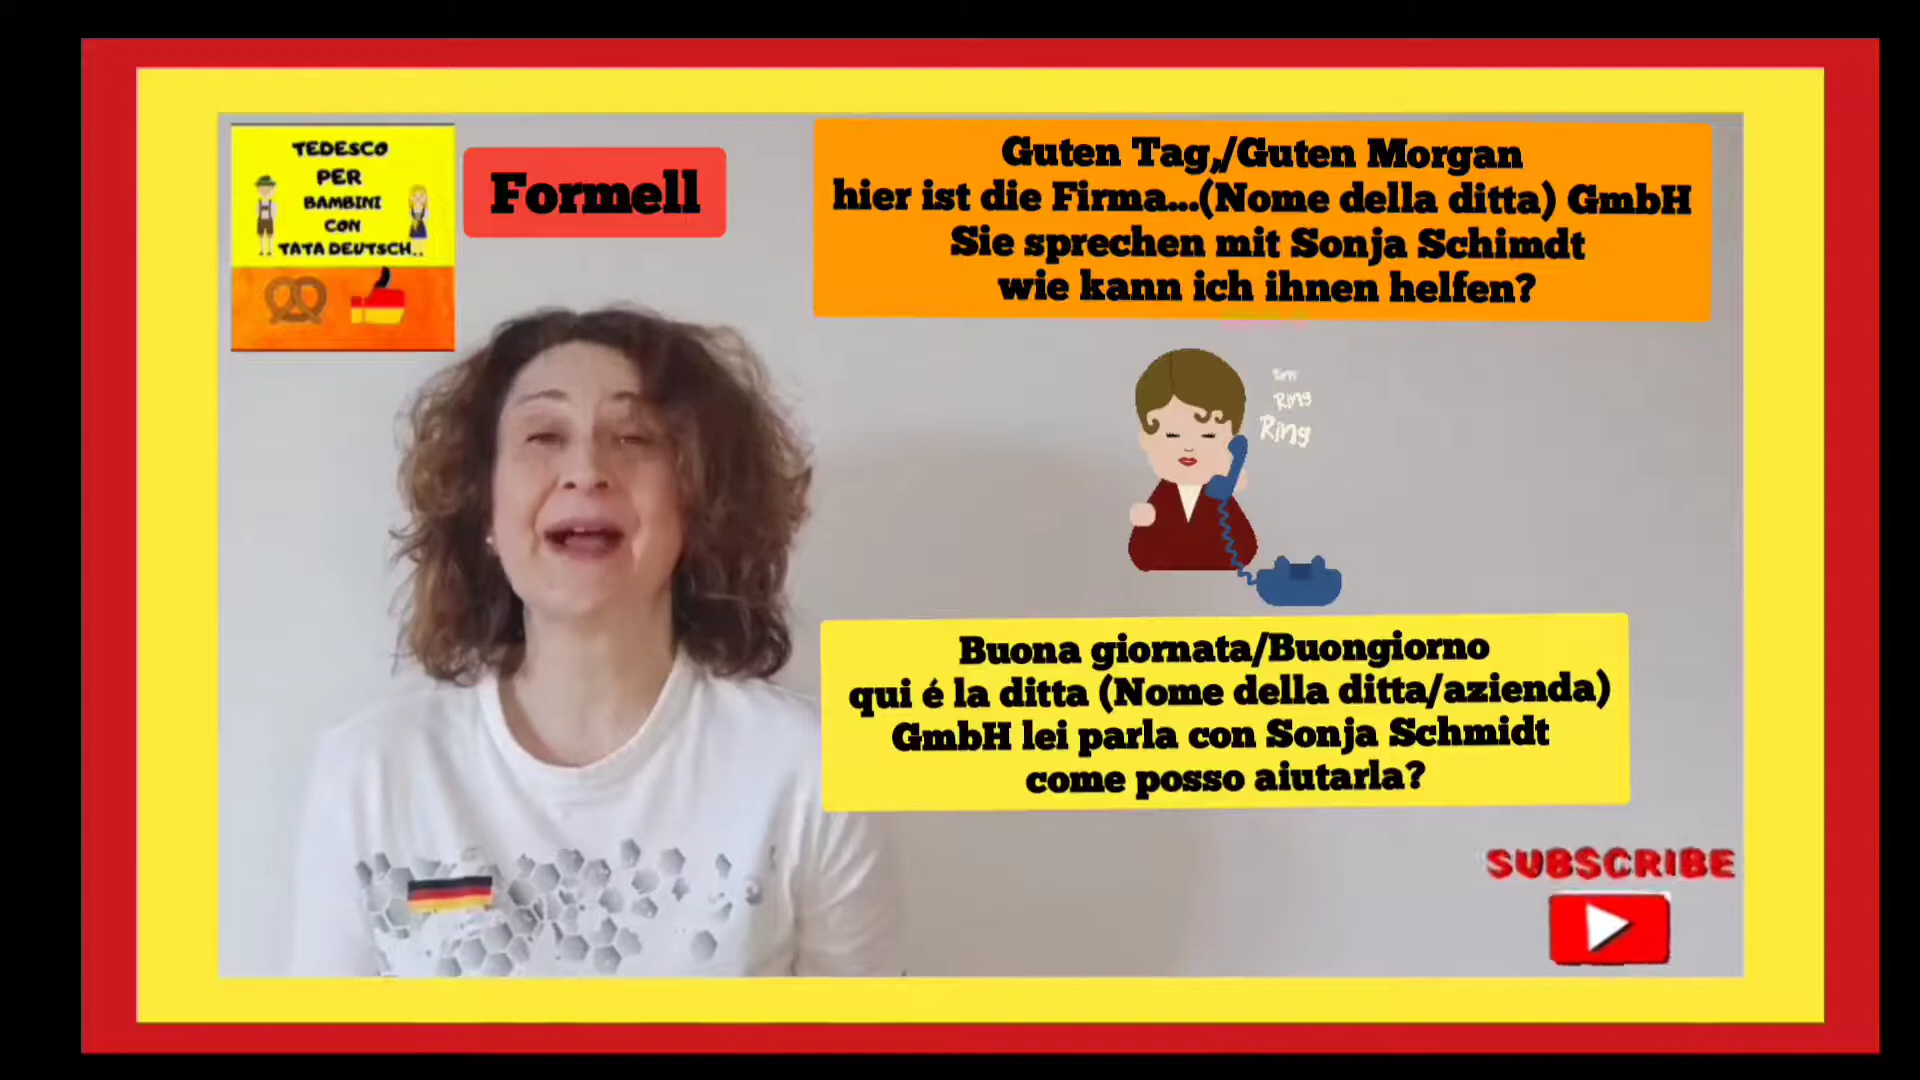 TEDESCO
PER
BAMBINI
CON
TATA DEUTSCH..
Formell
Guten Tag,/Guten Morgan
hier ist die Firma...(Nome della ditta) GmbH
Sie sprechen mit Sonja Schimdt
wie kann ich ihnen helfen?
Ring
Ring
Buona giornata/Buongiorno
qui é la ditta (Nome della ditta/azienda)
GmbH lei parla con Sonja Schmidt
come posso aiutarla?
SUBSCRIBE